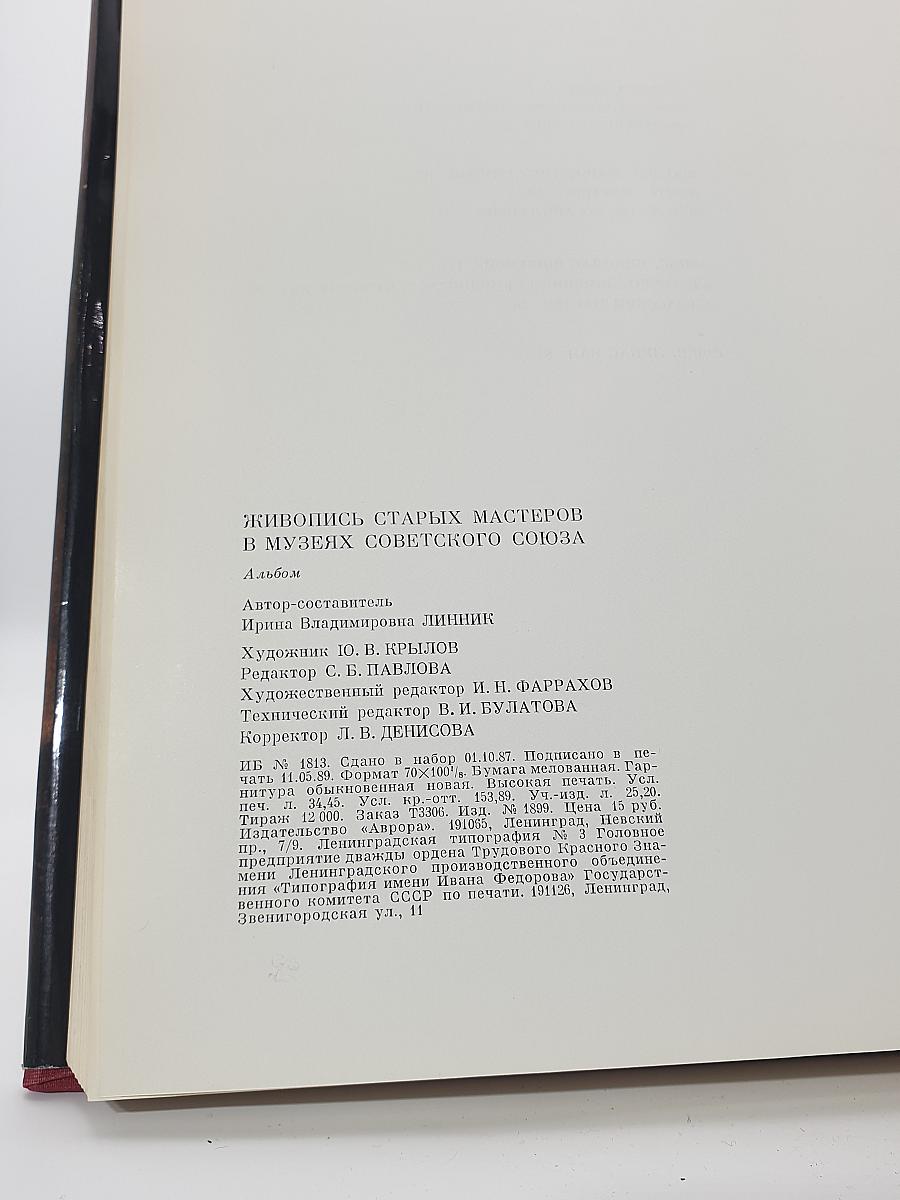 ЖИВОПИСЬ СТАРЫХ МАСТЕРОВ
В МУЗЕЯХ СОВЕТСКОГО СОЮЗА
Альбом
Автор-составитель
Ирина Владимировна ЛИННИК
Художник Ю. В. КРЫЛОВ
Редактор С. Б. ПАВЛОВА
Художественный редактор И. Н. ФАРРАХОВ
Технический редактор В. И. БУЛАТОВА
Корректор Л. В. ДЕНИСОВА
ИБ № 1813. Сдано в набор 01.10.87. Подписано в пе-
чать 11.05.89. Формат 70×100¹/₈. Бумага мелованная. Гар-
нитура обыкновенная новая. Высокая печать. Усл.
печ. л. 34,45. Усл. кр.-отт. 153,89. Уч.-изд. л. 25,20.
Тираж 12 000. Заказ Т3306. Изд. № 1899. Цена 15 руб.
Издательство «Аврора». 191065, Ленинград, Невский
пр., 7/9. Ленинградская типография № 3 Головное
предприятие дважды ордена Трудового Красного Зна-
мени Ленинградского производственного объедине-
ния «Типография имени Ивана Федорова» Государст-
венного комитета СССР по печати. 191126, Ленинград,
Звенигородская ул., 11